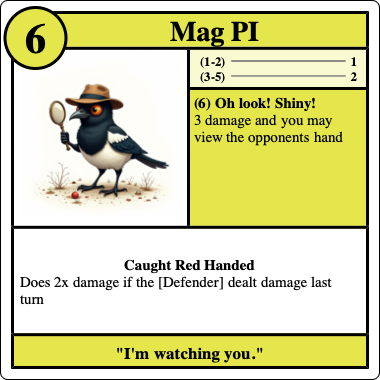 6
Mag PI
(1-2) 1
(3-5) 2
(6) Oh look! Shiny!
3 damage and you may
view the opponents hand
Caught Red Handed
Does 2x damage if the [Defender] dealt damage last
turn
"I'm watching you."